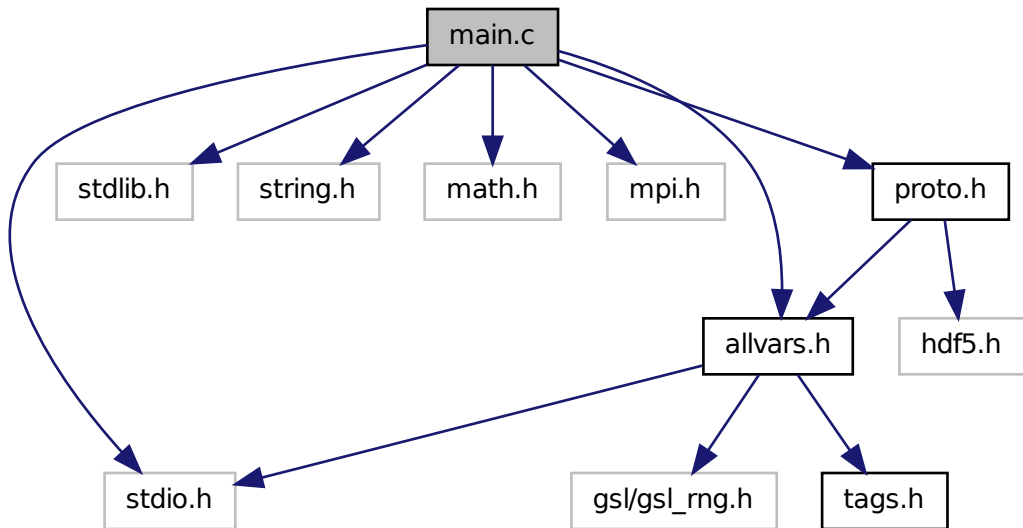 main.c
stdlib.h
string.h
math.h
mpi.h
proto.h
allvars.h
hdf5.h
stdio.h
gsl/gsl_rng.h
tags.h